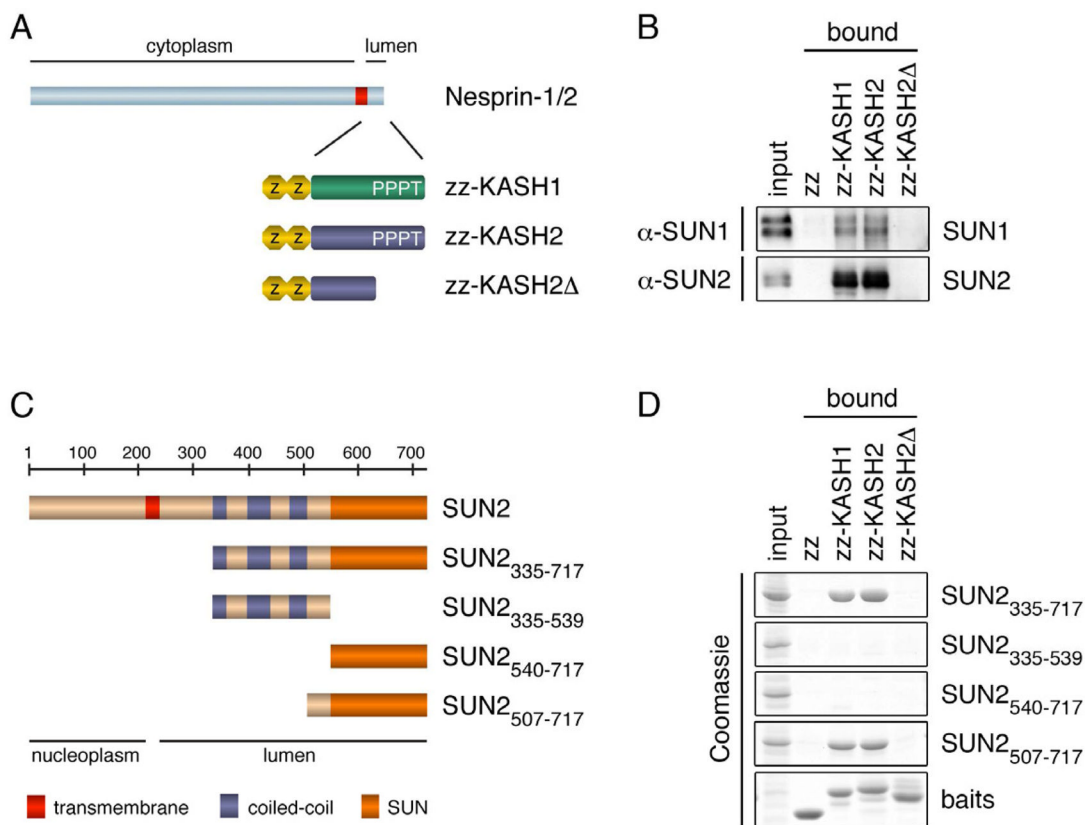 A
cytoplasm
lumen
Nesprin-1/2
z z
PPPT
zz-KASH1
z z
PPPT
zz-KASH2
z z
zz-KASH2Δ
B
bound
input
zz
zz-KASH1
zz-KASH2
zz-KASH2Δ
α-SUN1
SUN1
α-SUN2
SUN2
C
1 100 200 300 400 500 600 700
SUN2
SUN2335-717
SUN2335-539
SUN2540-717
SUN2507-717
nucleoplasm
lumen
transmembrane
coiled-coil
SUN
D
bound
input
zz
zz-KASH1
zz-KASH2
zz-KASH2Δ
Coomassie
SUN2335-717
SUN2335-539
SUN2540-717
SUN2507-717
baits